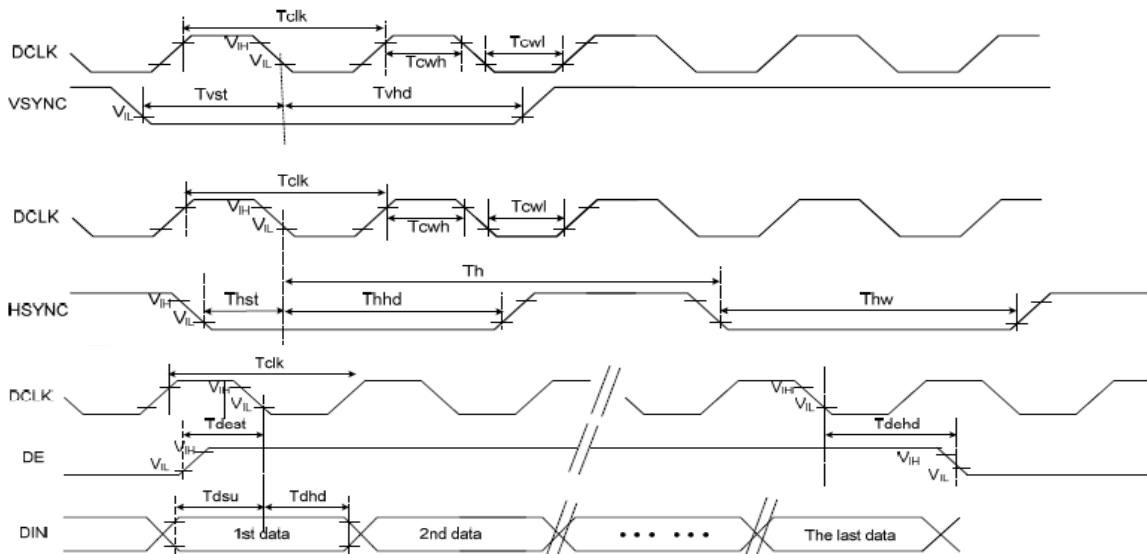 Tclk
DCLK VIH VIL Tcwh Tcwl
VSYNC VIL Tvst Tvhd
Tclk
DCLK VIH VIL Tcwh Tcwl
Th
HSYNC VIH VIL Thst Thhd Thw
Tclk
DCLK VIH VIL VIH VIL
Tdeat Tdehd
DE VIH VIL VIH VIL
Tdsu Tdhd
DIN 1st data 2nd data •••• ••• The last data